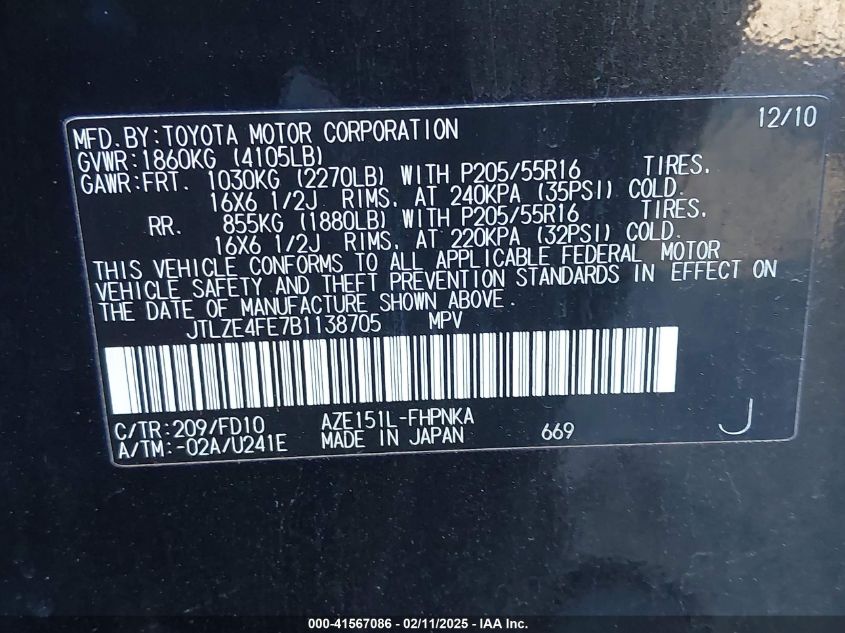 12/10
MFD.BY:TOYOTA MOTOR CORPORATION
GVWR:1860KG (4105LB)
GAWR:FRT. 1030KG (2270LB) WITH P205/55R16 TIRES.
16X6 1/2J RIMS. AT 240KPA (35PSI) COLD.
RR. 855KG (1880LB) WITH P205/55R16 TIRES.
16X6 1/2J RIMS. AT 220KPA (32PSI) COLD.
THIS VEHICLE CONFORMS TO ALL APPLICABLE FEDERAL MOTOR
VEHICLE SAFETY AND THEFT PREVENTION STANDARDS IN EFFECT ON
THE DATE OF MANUFACTURE SHOWN ABOVE.
JTLZE4FE7B1138705 MPV
C/TR:209/FD10 AZE151L-FHPNKA
A/TM:-02A/U241E MADE IN JAPAN 669 J
000-41567086 - 02/11/2025 - IAA Inc.